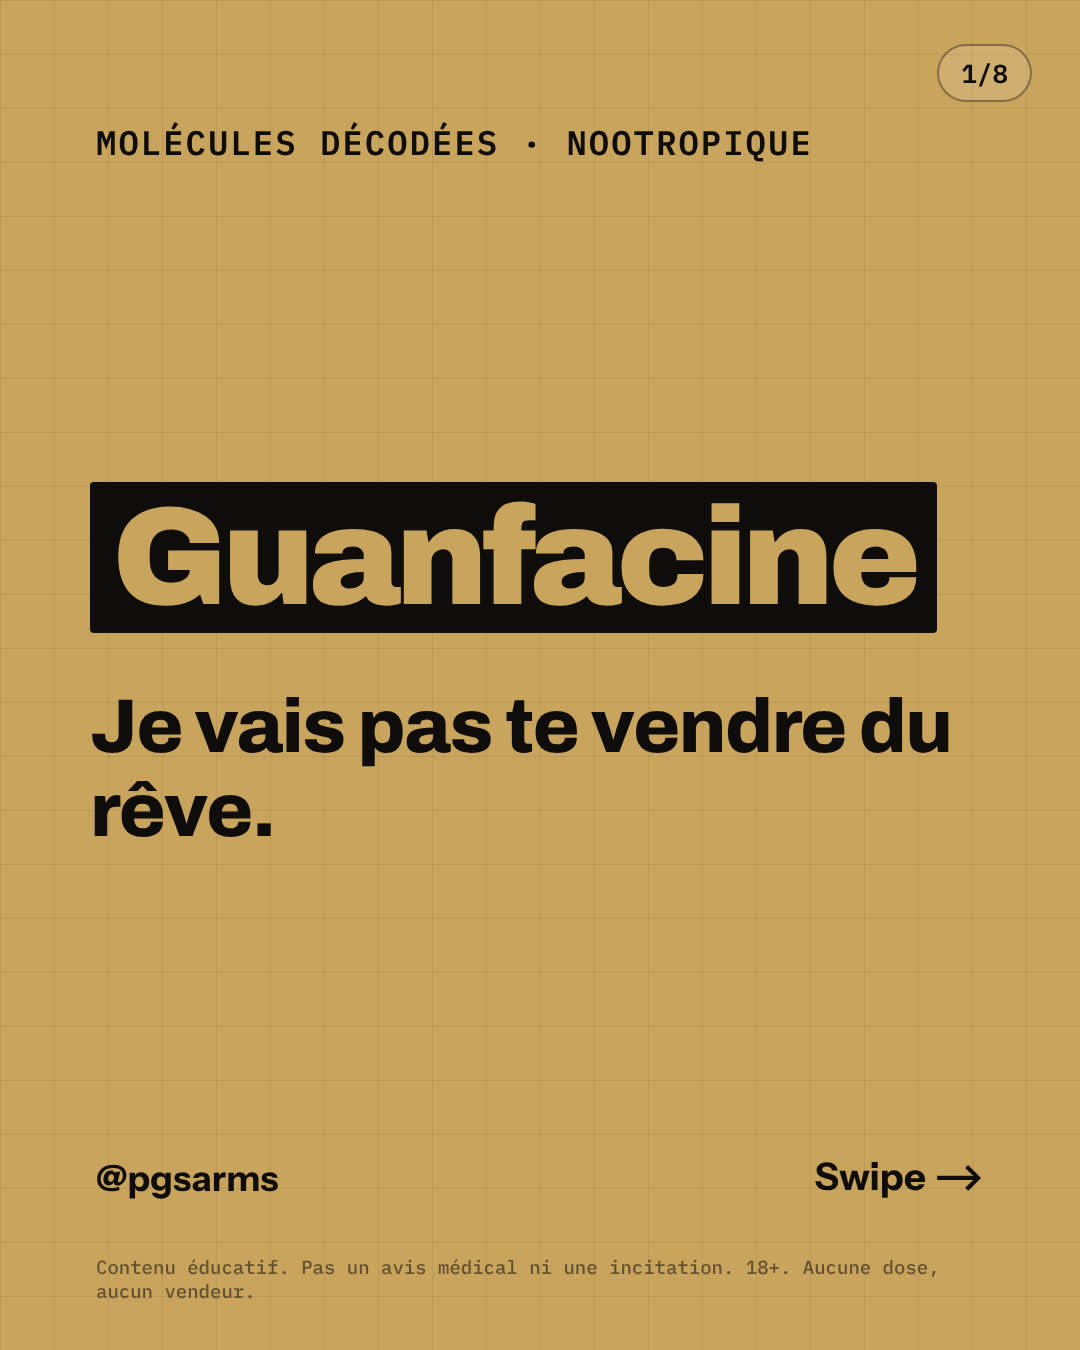 1/8
MOLÉCULES DÉCODÉES · NOOTROPIQUE
Guanfacine
Je vais pas te vendre du
rêve.
@pgsarms
Swipe →
Contenu éducatif. Pas un avis médical ni une incitation. 18+. Aucune dose,
aucun vendeur.